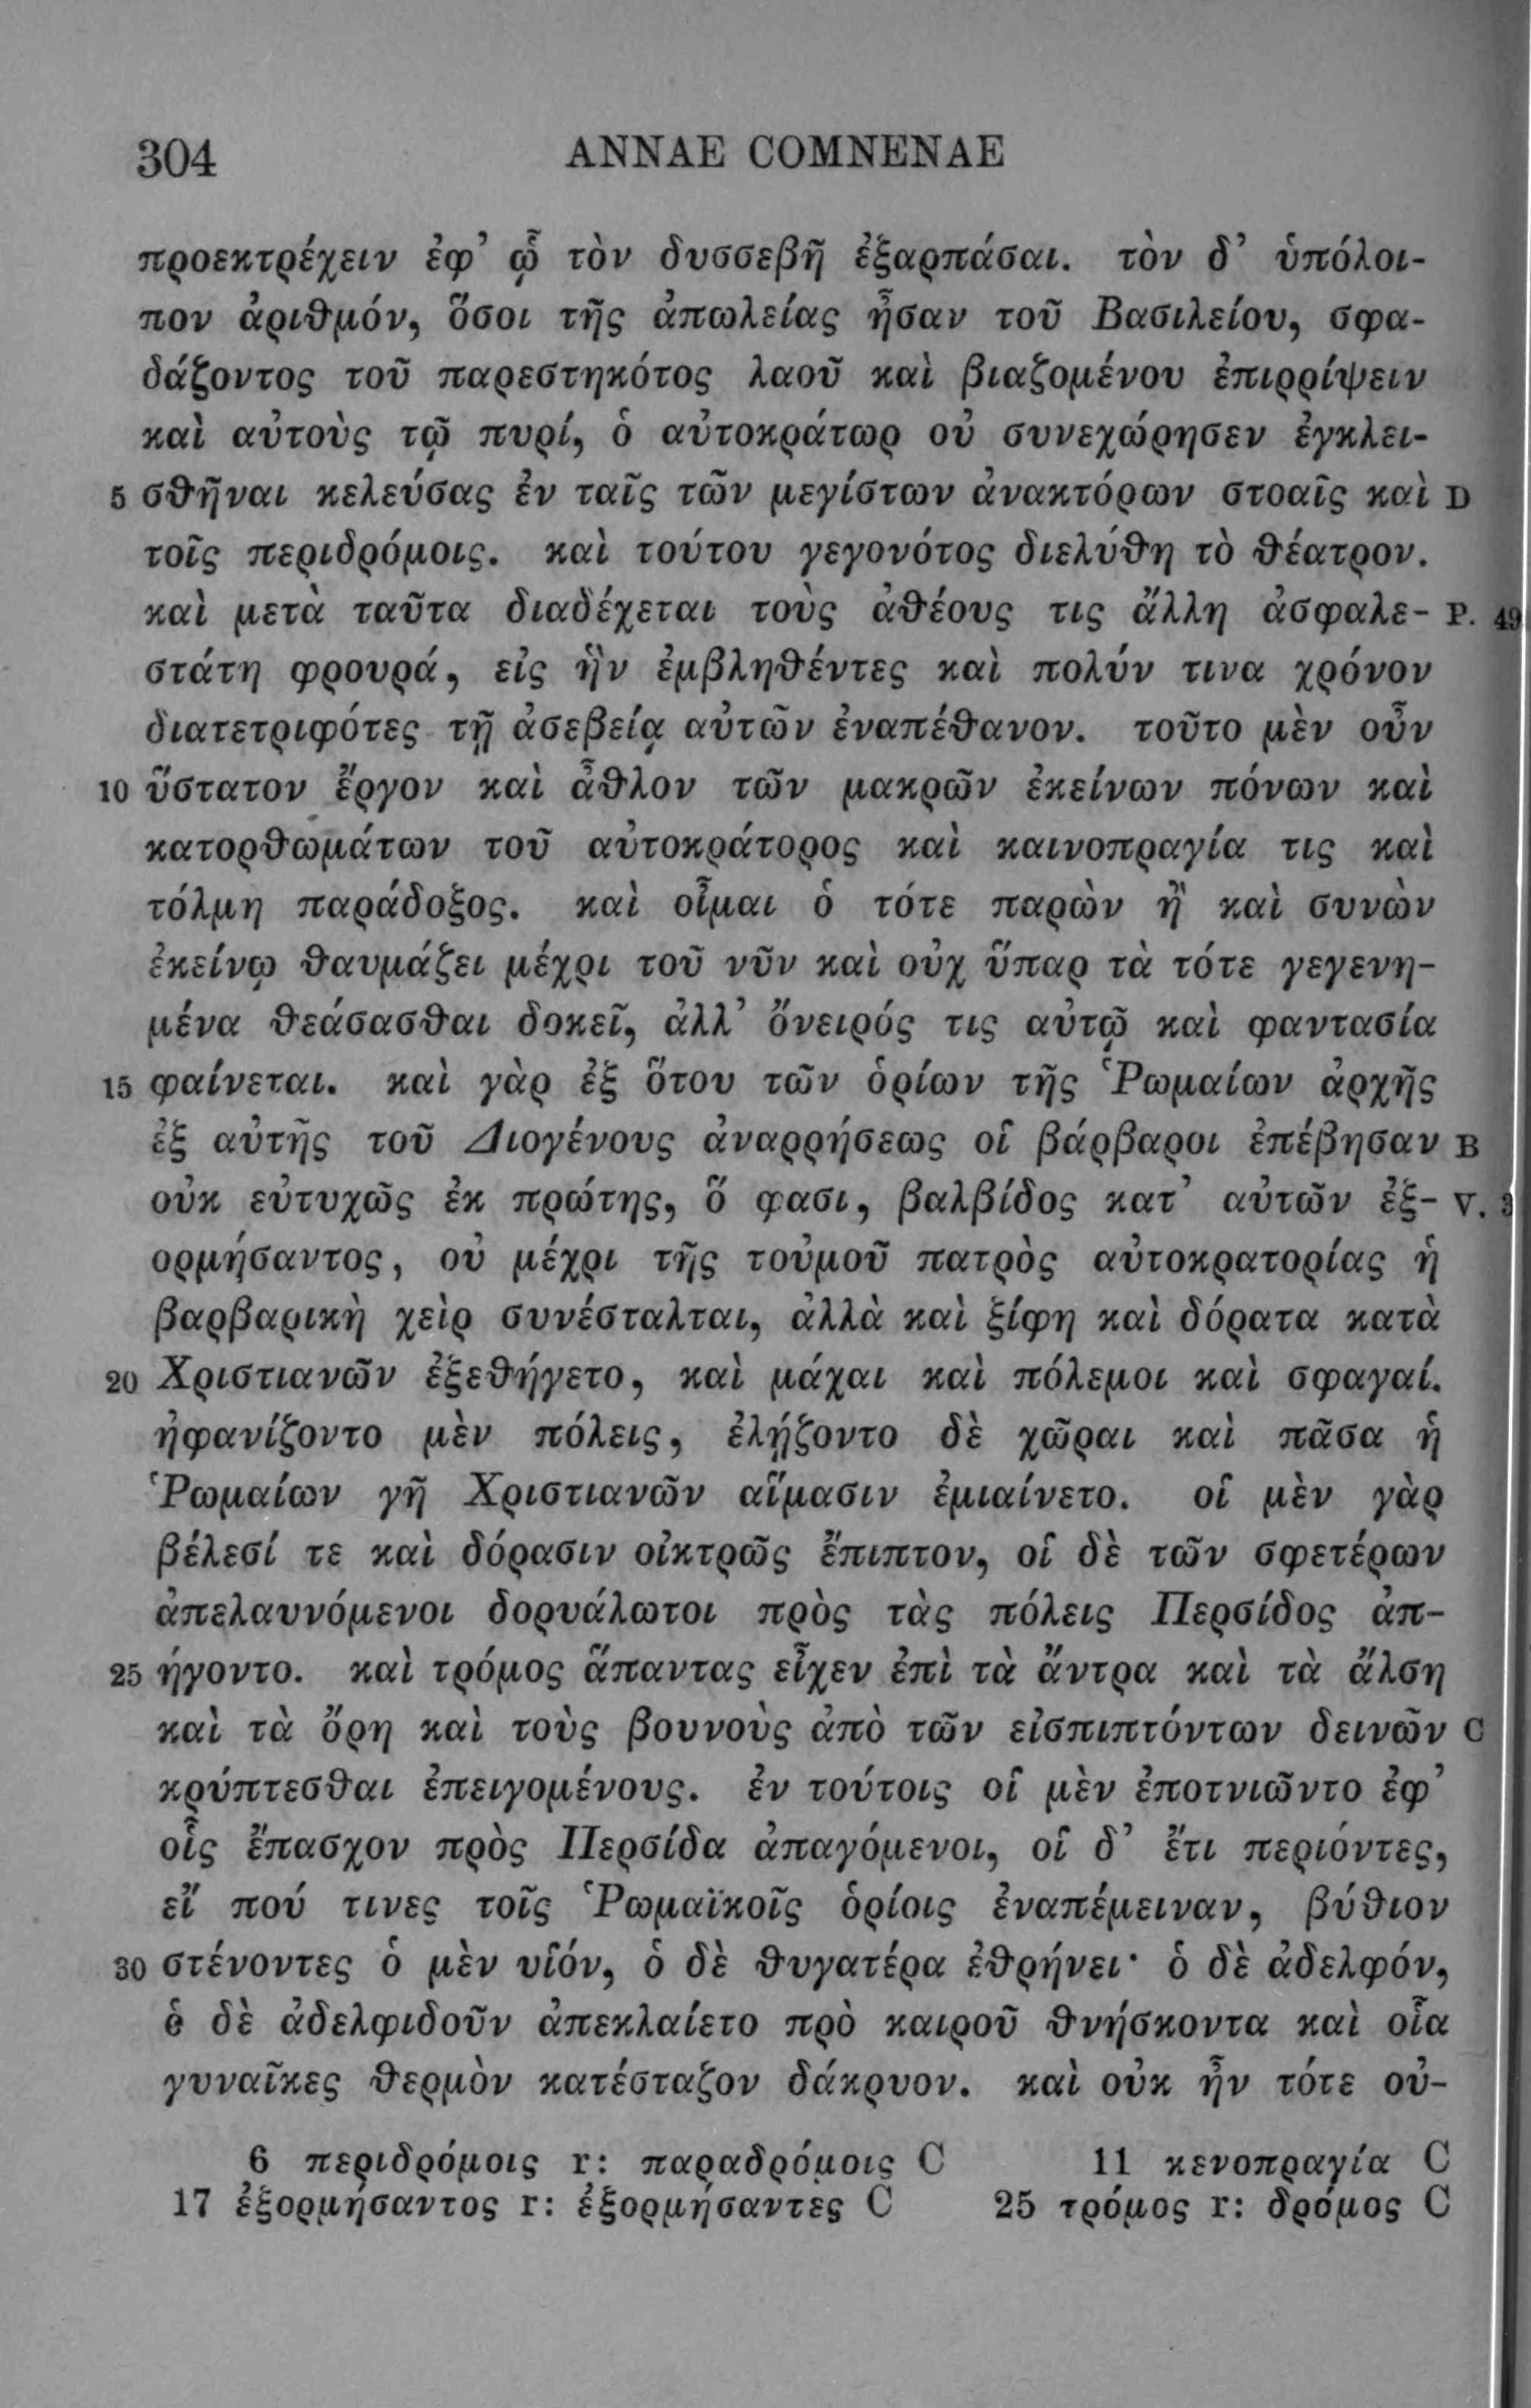 304 ANNAE COMNENAE
προεκτρέχειν ἐφ’ ᾧ τὸν δυσσεβῆ ἐξαρπάσαι. τὸν δ’ ὑπόλοι-
πον ἀριθμόν, ὅσοι τῆς ἀπωλείας ἦσαν τοῦ Βασιλείου, σφα-
δάζοντος τοῦ παρεστηκότος λαοῦ καὶ βιαζομένου ἐπιρρίψειν
καὶ αὐτοὺς τῷ πυρί, ὁ αὐτοκράτωρ οὐ συνεχώρησεν ἐγκλει-
5 σθῆναι κελεύσας ἐν ταῖς τῶν μεγίστων ἀνακτόρων στοαῖς καὶ D
τοῖς περιδρόμοις. καὶ τούτου γεγονότος διελύθη τὸ θέατρον.
καὶ μετὰ ταῦτα διαδέχεται τοὺς ἀθέους τις ἄλλη ἀσφαλε- P. 49
στάτη φρουρά, εἰς ἣν ἐμβληθέντες καὶ πολύν τινα χρόνον
διατετριφότες τῇ ἀσεβείᾳ αὐτῶν ἐναπέθανον. τοῦτο μὲν οὖν
10 ὕστατον ἔργον καὶ ἆθλον τῶν μακρῶν ἐκείνων πόνων καὶ
κατορθωμάτων τοῦ αὐτοκράτορος καὶ καινοπραγία τις καὶ
τόλμη παράδοξος. καὶ οἶμαι ὁ τότε παρὼν ἢ καὶ συνὼν
ἐκείνῳ θαυμάζει μέχρι τοῦ νῦν καὶ οὐχ ὕπαρ τὰ τότε γεγενη-
μένα θεάσασθαι δοκεῖ, ἀλλ’ ὄνειρός τις αὐτῷ καὶ φαντασία
15 φαίνεται. καὶ γὰρ ἐξ ὅτου τῶν ὁρίων τῆς Ῥωμαίων ἀρχῆς
ἐξ αὐτῆς τοῦ Διογένους ἀναρρήσεως οἱ βάρβαροι ἐπέβησαν B
οὐκ εὐτυχῶς ἐκ πρώτης, ὅ φασι, βαλβίδος κατ’ αὐτῶν ἐξ- V. 3
ορμήσαντος, οὐ μέχρι τῆς τοὐμοῦ πατρὸς αὐτοκρατορίας ἡ
βαρβαρικὴ χεὶρ συνέσταλται, ἀλλὰ καὶ ξίφη καὶ δόρατα κατὰ
20 Χριστιανῶν ἐξεθήγετο, καὶ μάχαι καὶ πόλεμοι καὶ σφαγαί.
ἠφανίζοντο μὲν πόλεις, ἐλῄζοντο δὲ χῶραι καὶ πᾶσα ἡ
Ῥωμαίων γῆ Χριστιανῶν αἵμασιν ἐμιαίνετο. οἱ μὲν γὰρ
βέλεσί τε καὶ δόρασιν οἰκτρῶς ἔπιπτον, οἱ δὲ τῶν σφετέρων
ἀπελαυνόμενοι δορυάλωτοι πρὸς τὰς πόλεις Περσίδος ἀπ-
25 ήγοντο. καὶ τρόμος ἅπαντας εἶχεν ἐπὶ τὰ ἄντρα καὶ τὰ ἄλση
καὶ τὰ ὄρη καὶ τοὺς βουνοὺς ἀπὸ τῶν εἰσπιπτόντων δεινῶν C
κρύπτεσθαι ἐπειγομένους. ἐν τούτοις οἱ μὲν ἐποτνιῶντο ἐφ’
οἷς ἔπασχον πρὸς Περσίδα ἀπαγόμενοι, οἱ δ’ ἔτι περιόντες,
εἴ πού τινες τοῖς Ῥωμαϊκοῖς ὁρίοις ἐναπέμειναν, βύθιον
30 στένοντες ὁ μὲν υἱόν, ὁ δὲ θυγατέρα ἐθρήνει· ὁ δὲ ἀδελφόν,
ὁ δὲ ἀδελφιδοῦν ἀπεκλαίετο πρὸ καιροῦ θνήσκοντα καὶ οἷα
γυναῖκες θερμὸν κατέσταζον δάκρυον. καὶ οὐκ ἦν τότε οὐ-
6 περιδρόμοις r: παραδρόμοις C 11 κενοπραγία C
17 ἐξορμήσαντος r: ἐξορμήσαντες C 25 τρόμος r: δρόμος C